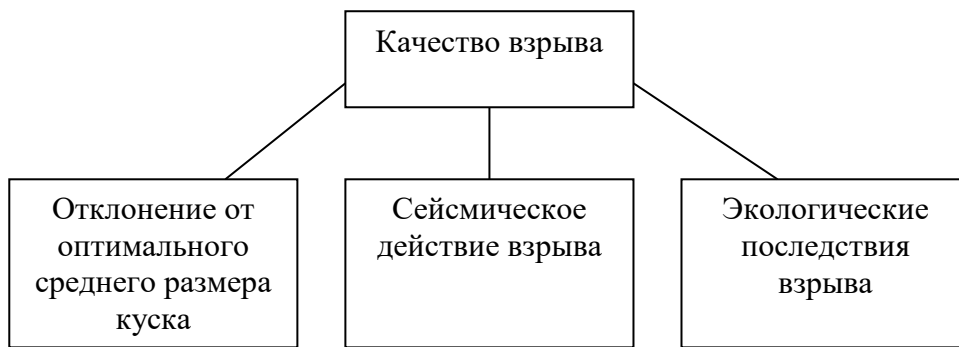 Качество взрыва
Отклонение от
оптимального
среднего размера
куска
Сейсмическое
действие взрыва
Экологические
последствия
взрыва